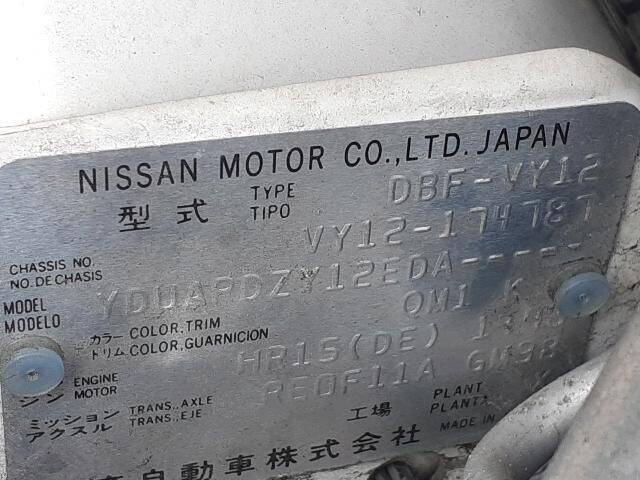 NISSAN MOTOR CO.,LTD. JAPAN
型式 TYPE TIPO DBF-VY12
CHASSIS NO. NO. DE CHASIS VY12-174787
MODEL MODELO YDUARDZY12EDA-----
カラー トリム COLOR, TRIM COLOR, GUARNICION QM1 K
ENGINE MOTOR HR15(DE)
ミッション アクスル TRANS., AXLE TRANS., EJE RE0F11A
工場 PLANT PLANTA
自動車株式会社 MADE IN